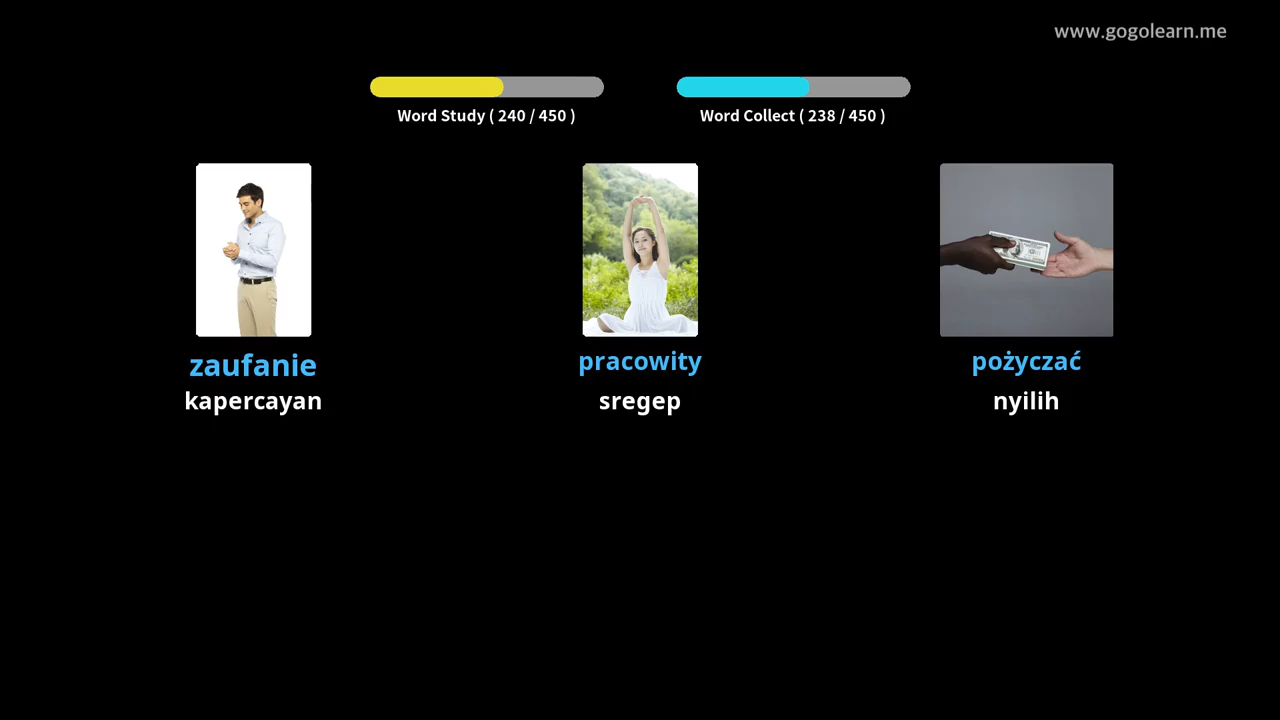 www.gogolearn.me
Word Study ( 240 / 450 )
Word Collect ( 238 / 450 )
zaufanie
kapercayan
pracowity
sregep
pożyczać
nyilih